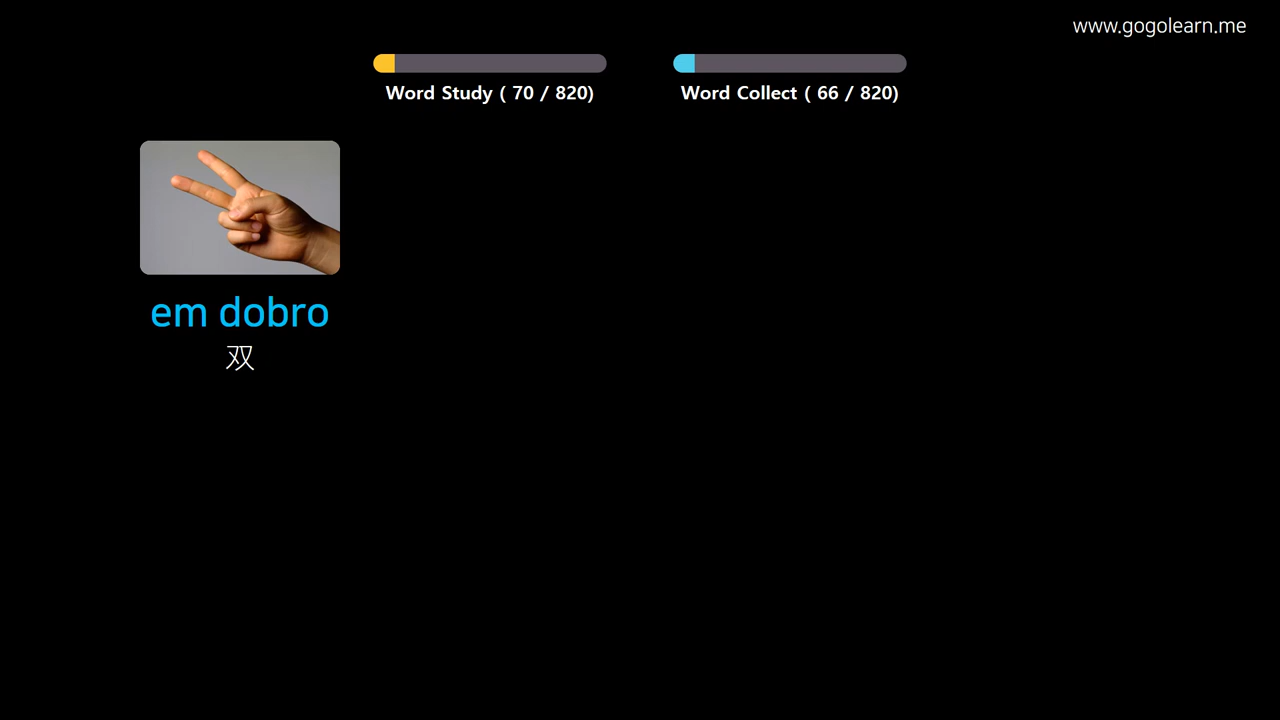 www.gogolearn.me
Word Study ( 70 / 820)
Word Collect ( 66 / 820)
em dobro
双